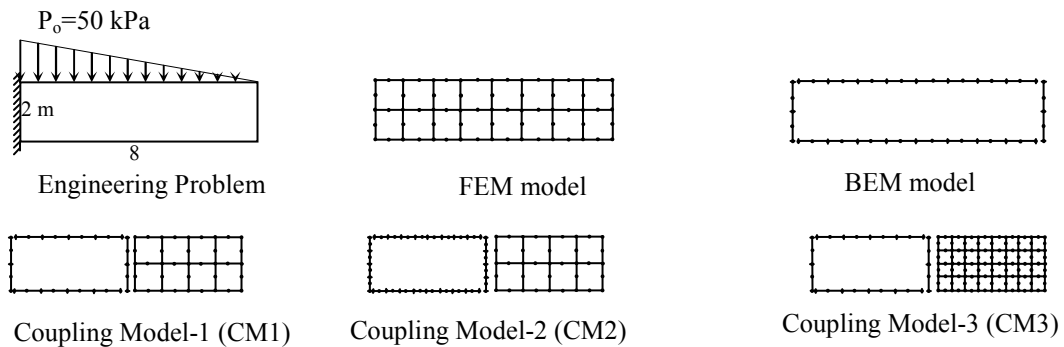 P₀=50 kPa
2 m
8
Engineering Problem
FEM model
BEM model
Coupling Model-1 (CM1)
Coupling Model-2 (CM2)
Coupling Model-3 (CM3)